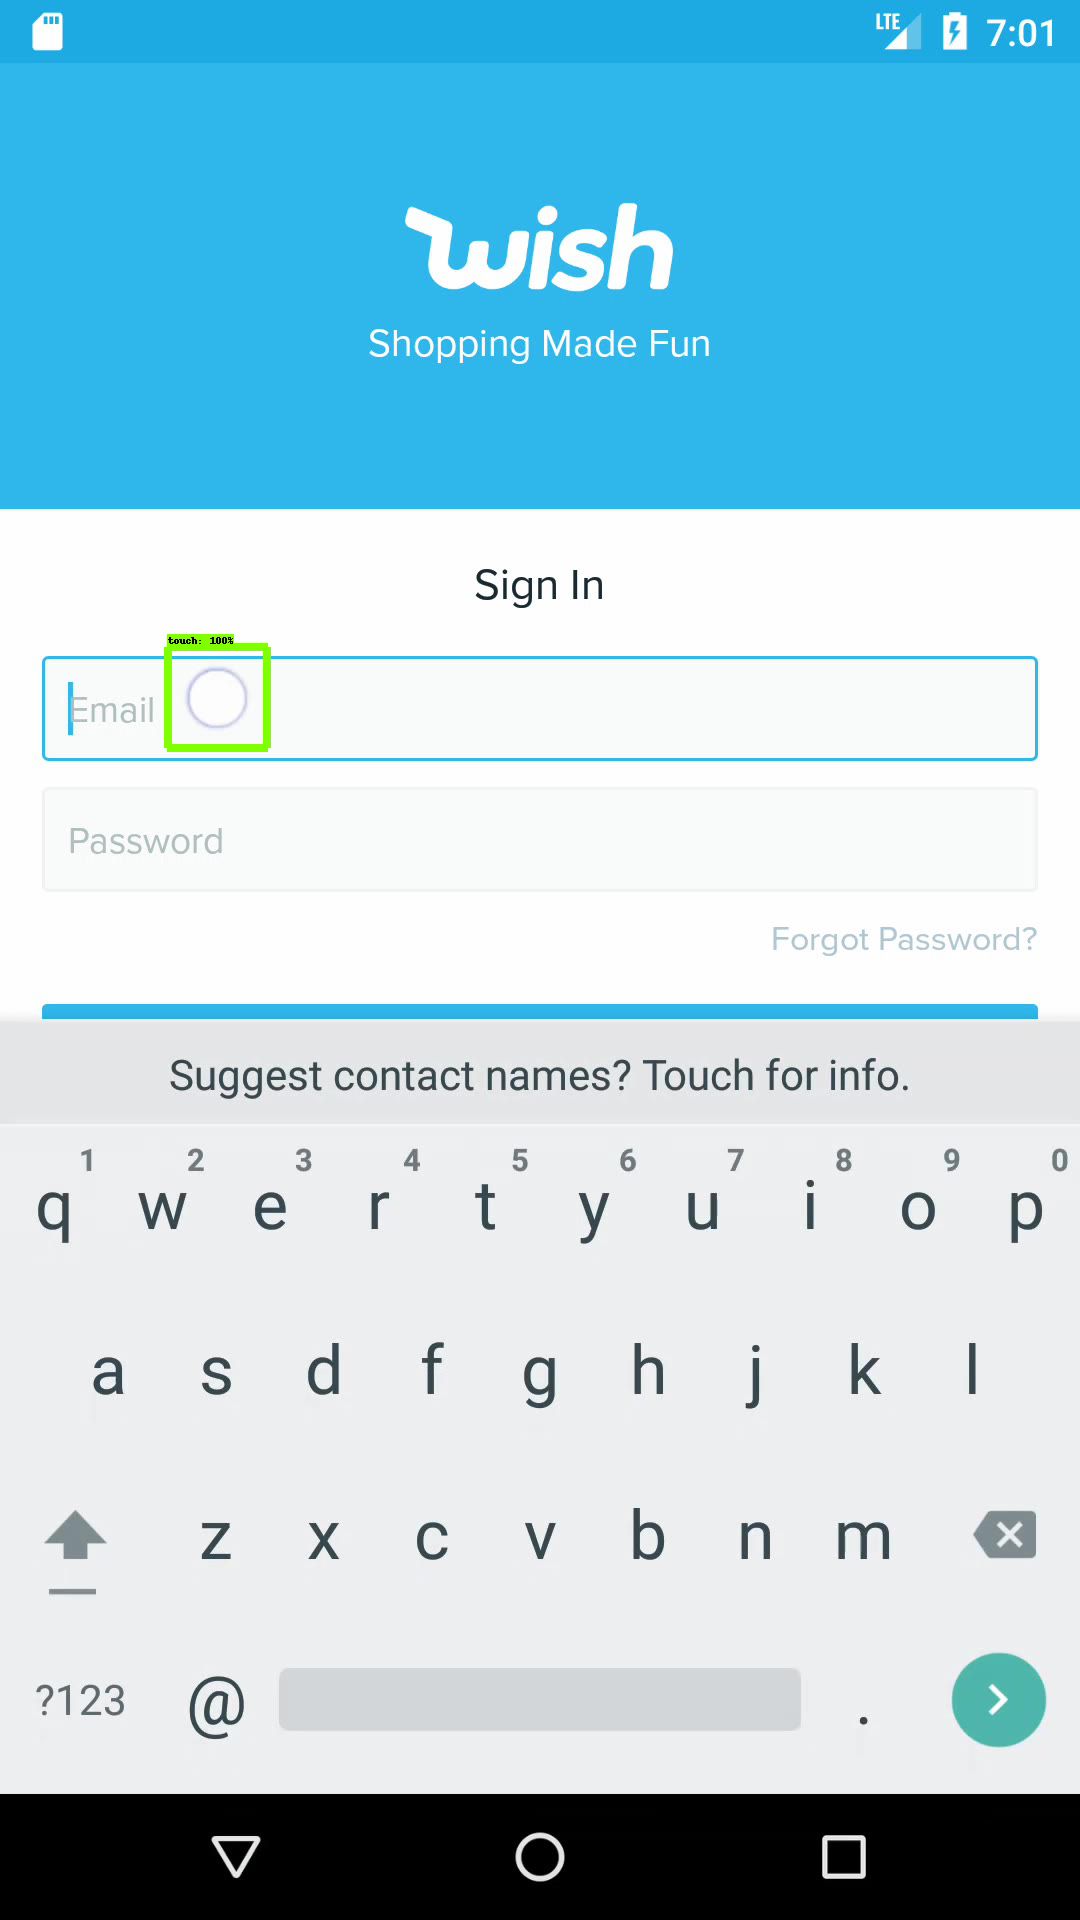 LTE 7:01
wish
Shopping Made Fun
Sign In
touch: 100%
Email
Password
Forgot Password?
Suggest contact names? Touch for info.
1 2 3 4 5 6 7 8 9 0
q w e r t y u i o p
a s d f g h j k l
z x c v b n m
?123 @ .